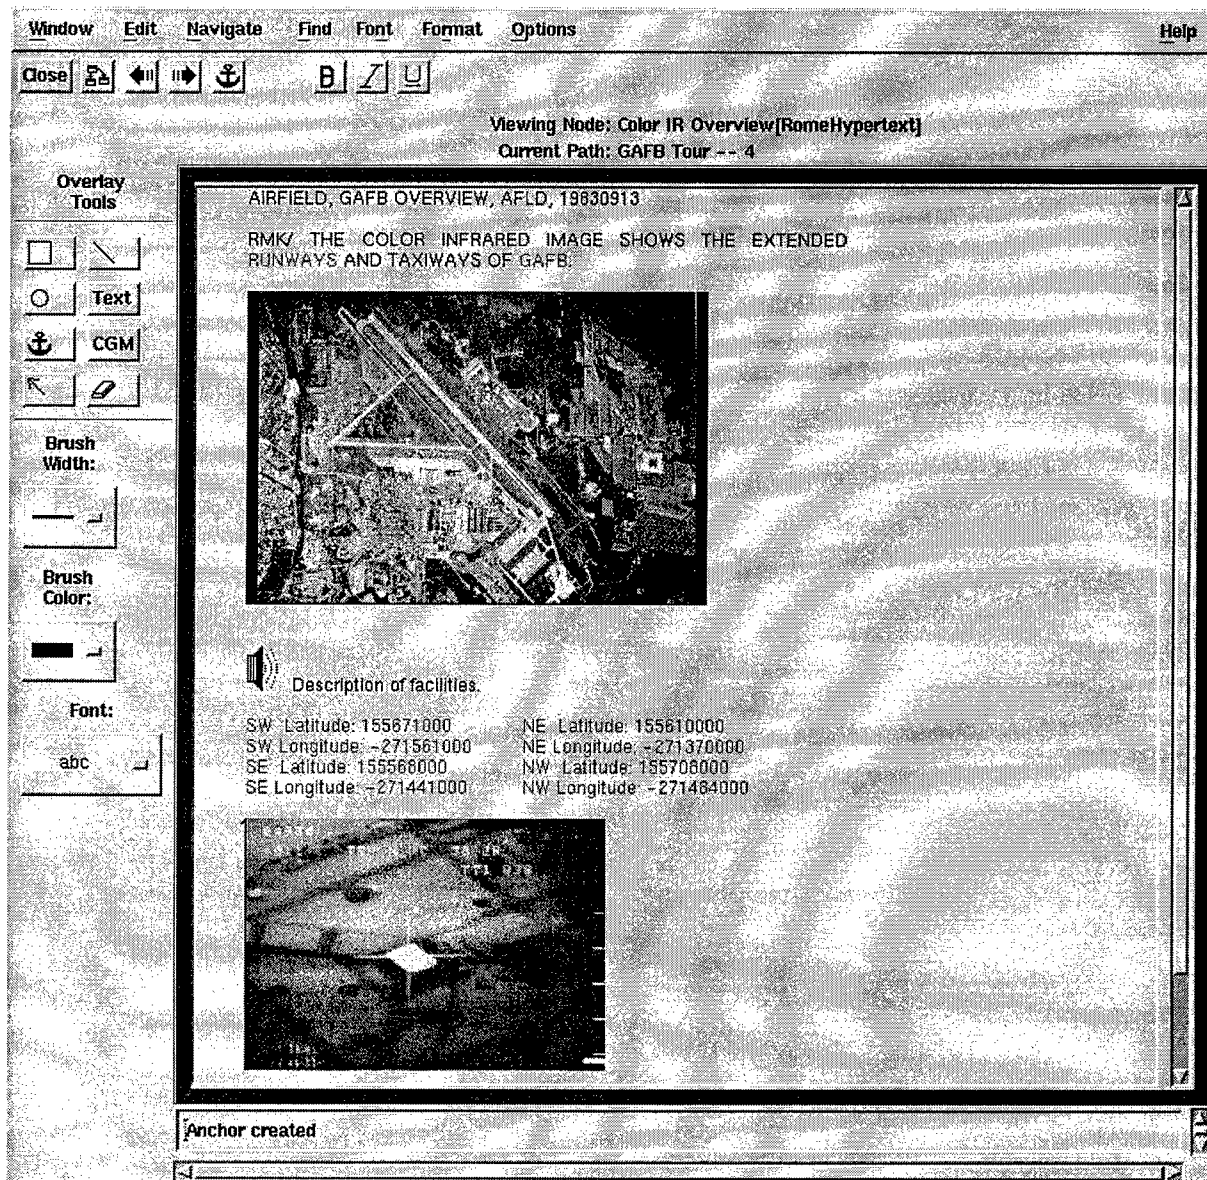 Window Edit Navigate Find Font Format Options Help
Close B I U
Viewing Node: Color IR Overview[RomeHypertext]
Current Path: GAFB Tour -- 4
Overlay
Tools
AIRFIELD, GAFB OVERVIEW, AFLD, 19830913
RMK/ THE COLOR INFRARED IMAGE SHOWS THE EXTENDED
RUNWAYS AND TAXIWAYS OF GAFB.
Text
CGM
Brush
Width:
Brush
Color:
Font:
abc
Description of facilities.
SW Latitude: 155671000 NE Latitude: 155610000
SW Longitude: -271561000 NE Longitude: -271370000
SE Latitude: 155568000 NW Latitude: 155708000
SE Longitude: -271441000 NW Longitude: -271484000
Anchor created